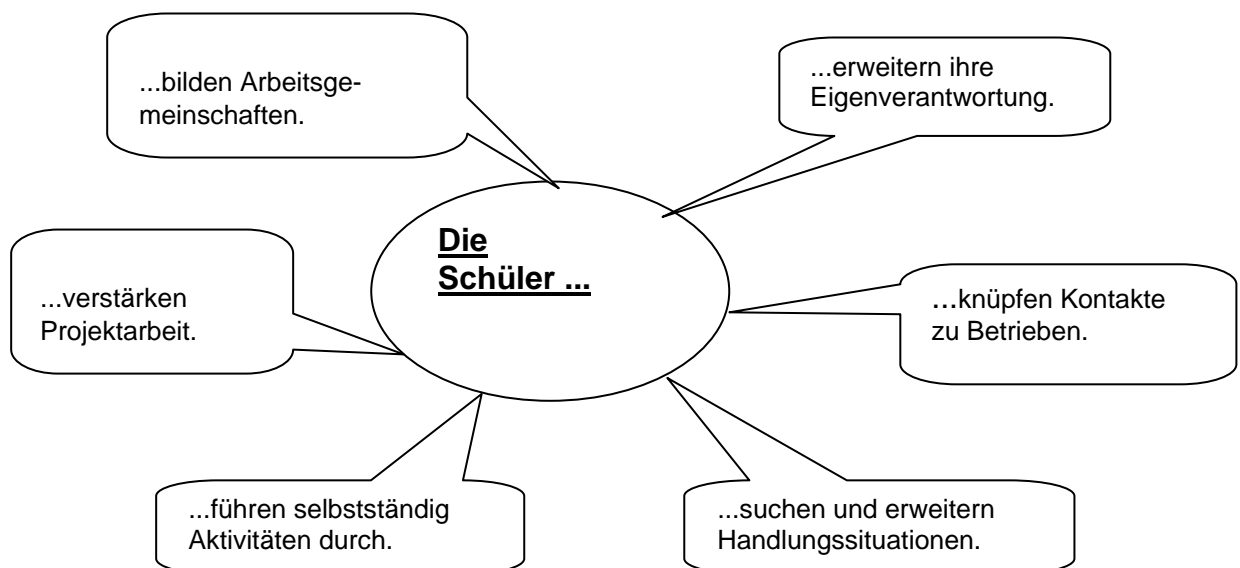 ...bilden Arbeitsge-
meinschaften.
...erweitern ihre
Eigenverantwortung.
Die
Schüler ...
...verstärken
Projektarbeit.
...knüpfen Kontakte
zu Betrieben.
...führen selbstständig
Aktivitäten durch.
...suchen und erweitern
Handlungssituationen.